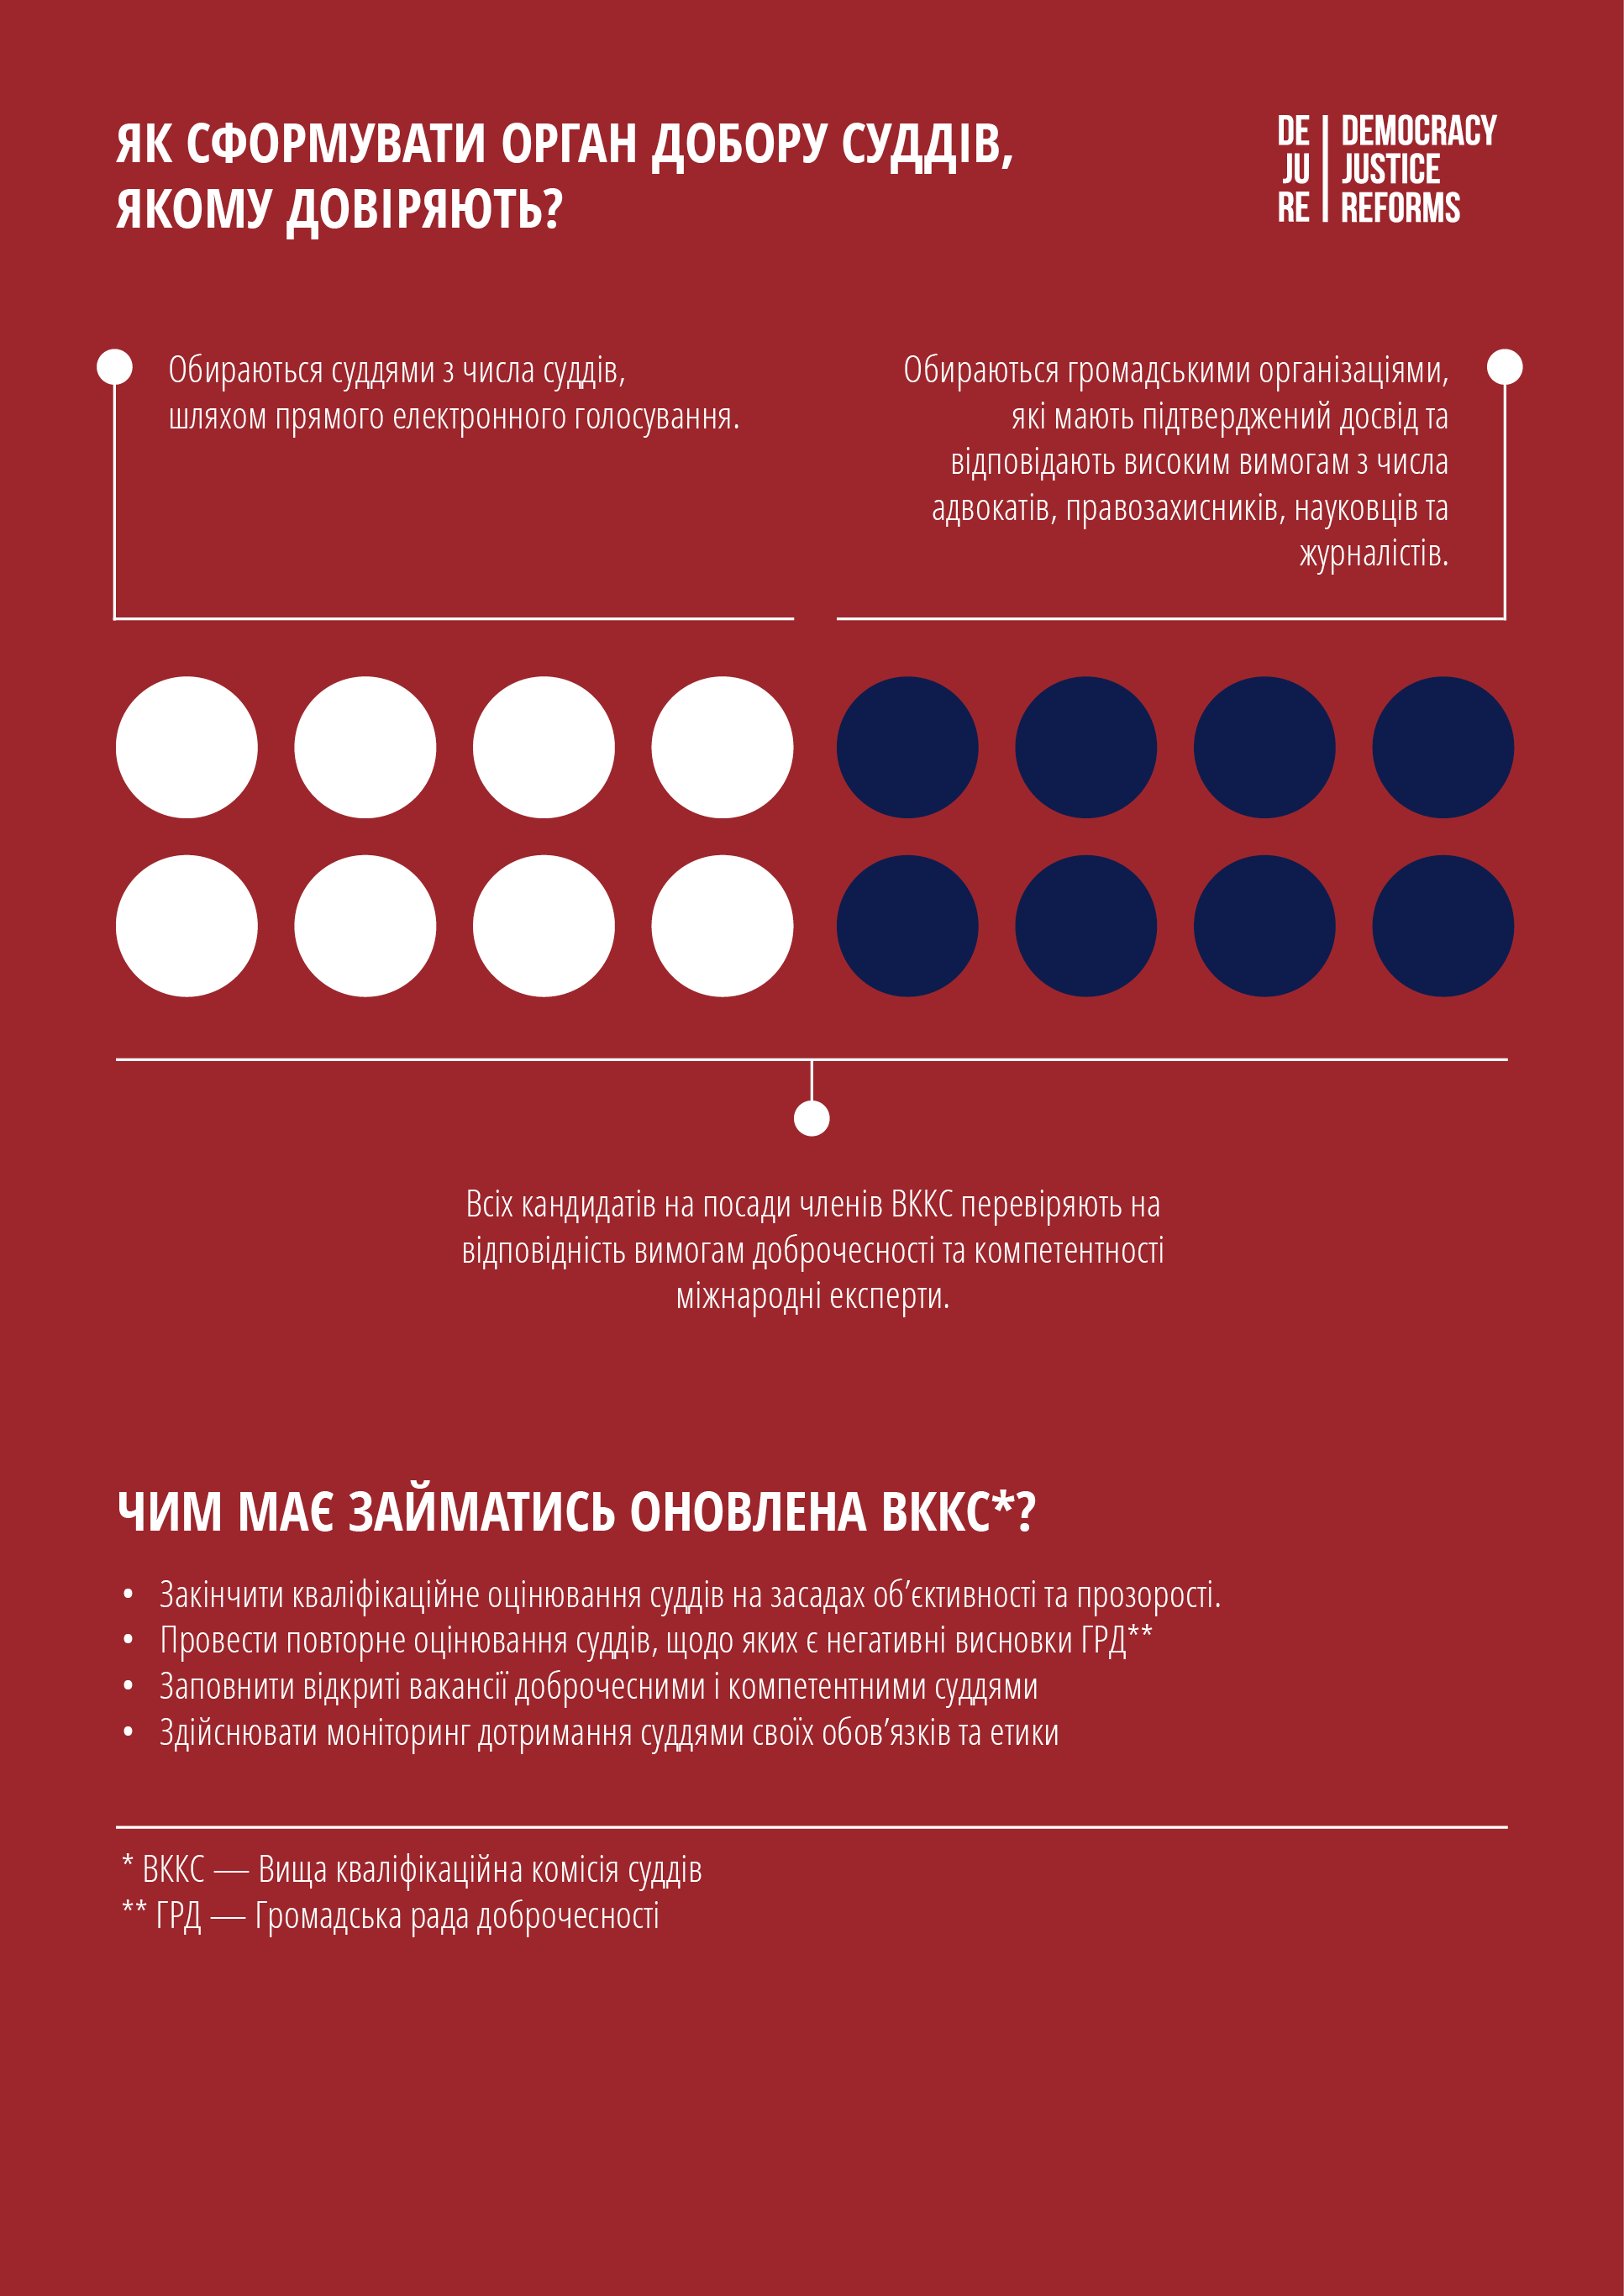 ЯК СФОРМУВАТИ ОРГАН ДОБОРУ СУДДІВ,
ЯКОМУ ДОВІРЯЮТЬ?
DE
JU
RE
DEMOCRACY
JUSTICE
REFORMS
Обираються суддями з числа суддів,
шляхом прямого електронного голосування.
Обираються громадськими організаціями,
які мають підтверджений досвід та
відповідають високим вимогам з числа
адвокатів, правозахисників, науковців та
журналістів.
Всіх кандидатів на посади членів ВККС перевіряють на
відповідність вимогам доброчесності та компетентності
міжнародні експерти.
ЧИМ МАЄ ЗАЙМАТИСЬ ОНОВЛЕНА ВККС*?
• Закінчити кваліфікаційне оцінювання суддів на засадах об’єктивності та прозорості.
• Провести повторне оцінювання суддів, щодо яких є негативні висновки ГРД**
• Заповнити відкриті вакансії доброчесними і компетентними суддями
• Здійснювати моніторинг дотримання суддями своїх обов’язків та етики
* ВККС — Вища кваліфікаційна комісія суддів
** ГРД — Громадська рада доброчесності